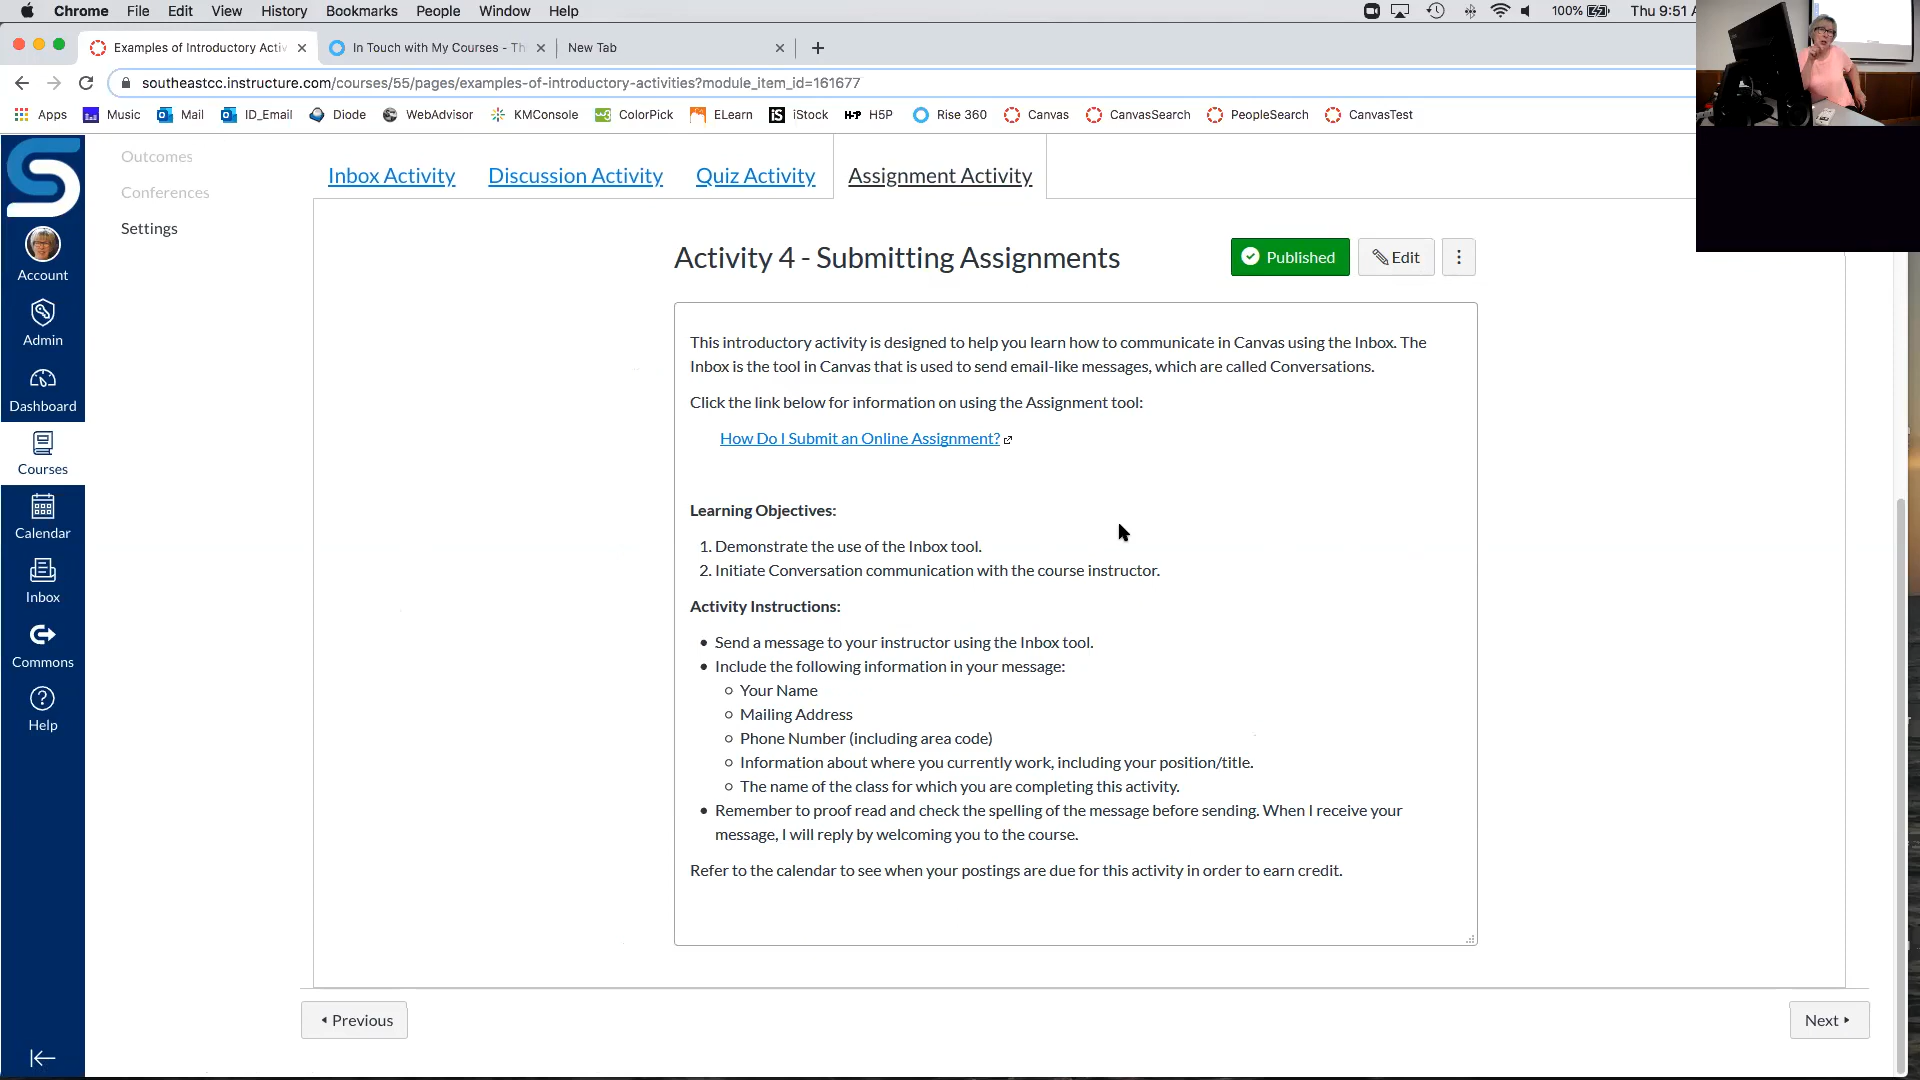 Chrome File Edit View History Bookmarks People Window Help 100% Thu 9:51
Examples of Introductory Activ In Touch with My Courses - Th New Tab
southeastcc.instructure.com/courses/55/pages/examples-of-introductory-activities?module_item_id=161677
Apps Music Mail ID_Email Diode WebAdvisor KMConsole ColorPick ELearn iStock H5P Rise 360 Canvas CanvasSearch PeopleSearch CanvasTest
Outcomes
Conferences
Settings
Account
Admin
Dashboard
Courses
Calendar
Inbox
Commons
Help
Inbox Activity Discussion Activity Quiz Activity Assignment Activity
Activity 4 - Submitting Assignments Published Edit
This introductory activity is designed to help you learn how to communicate in Canvas using the Inbox. The
Inbox is the tool in Canvas that is used to send email-like messages, which are called Conversations.
Click the link below for information on using the Assignment tool:
How Do I Submit an Online Assignment?
Learning Objectives:
1. Demonstrate the use of the Inbox tool.
2. Initiate Conversation communication with the course instructor.
Activity Instructions:
• Send a message to your instructor using the Inbox tool.
• Include the following information in your message:
○ Your Name
○ Mailing Address
○ Phone Number (including area code)
○ Information about where you currently work, including your position/title.
○ The name of the class for which you are completing this activity.
• Remember to proof read and check the spelling of the message before sending. When I receive your
message, I will reply by welcoming you to the course.
Refer to the calendar to see when your postings are due for this activity in order to earn credit.
Previous Next